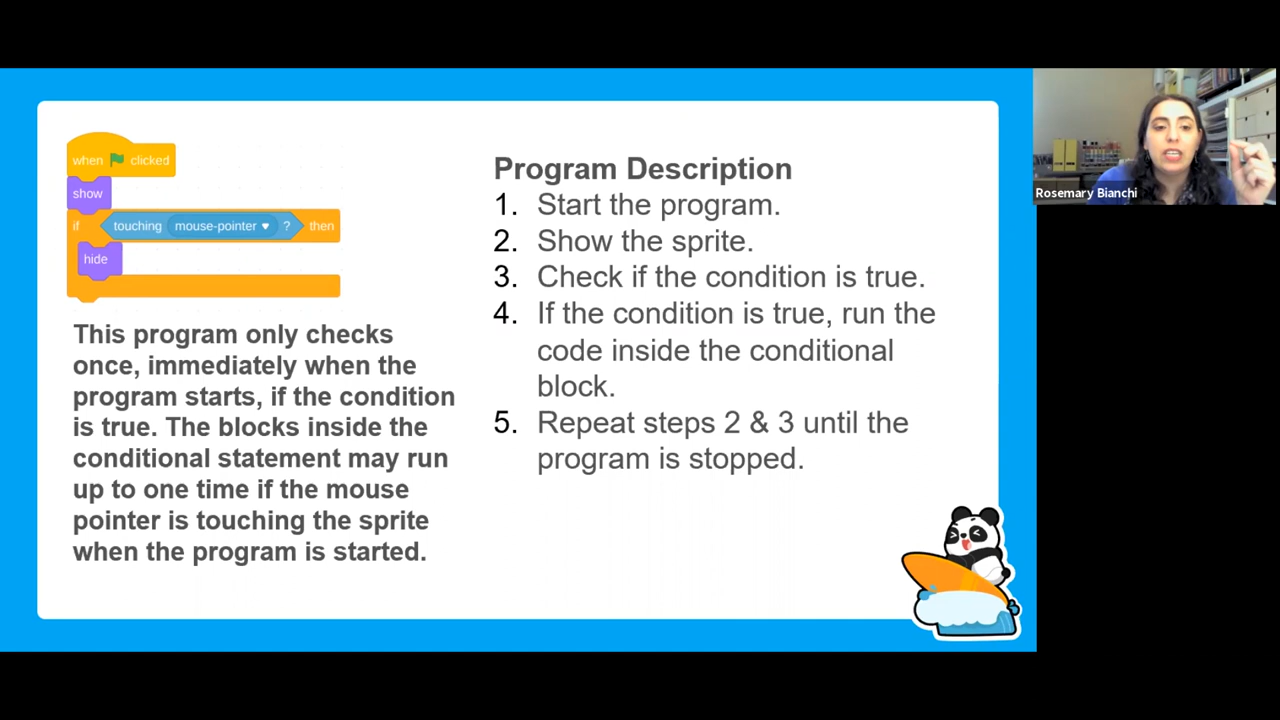 when clicked
show
if touching mouse-pointer ? then
hide
This program only checks
once, immediately when the
program starts, if the condition
is true. The blocks inside the
conditional statement may run
up to one time if the mouse
pointer is touching the sprite
when the program is started.
Program Description
1. Start the program.
2. Show the sprite.
3. Check if the condition is true.
4. If the condition is true, run the
code inside the conditional
block.
5. Repeat steps 2 & 3 until the
program is stopped.
Rosemary Bianchi